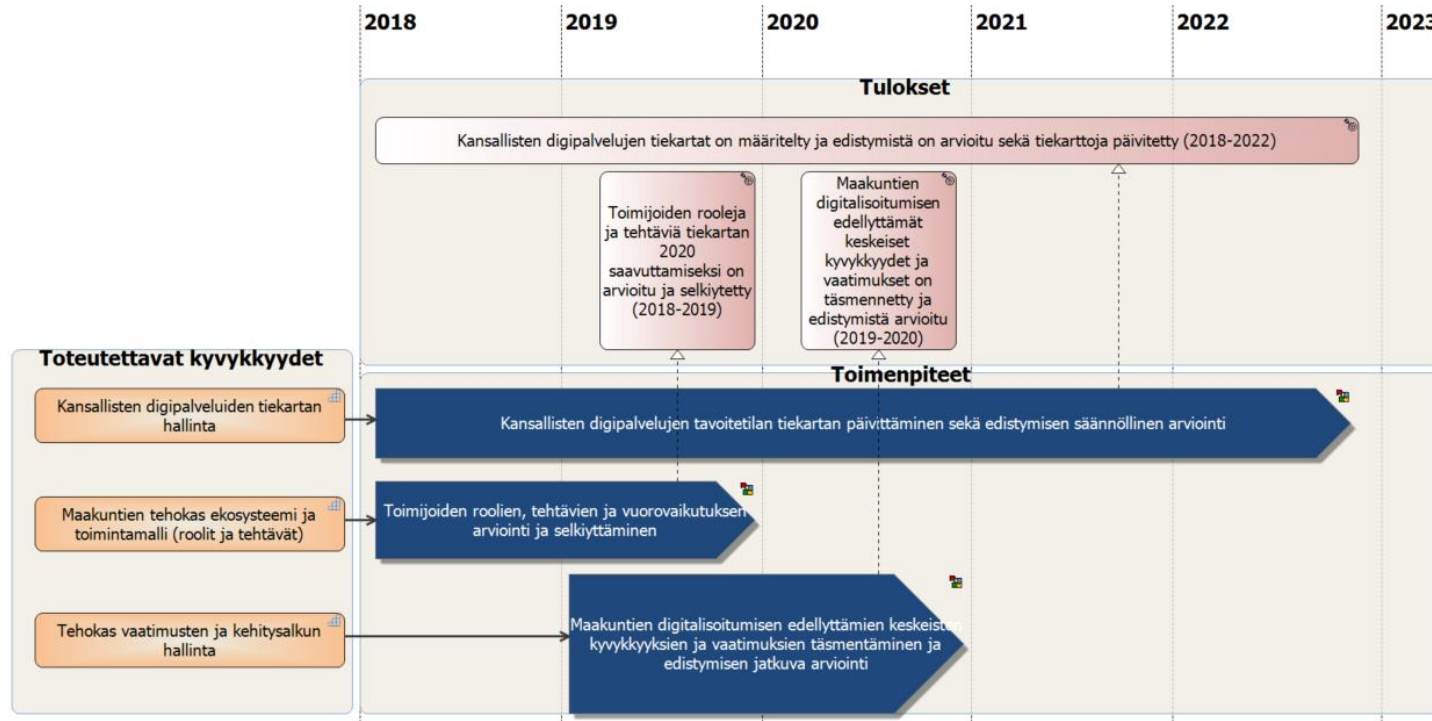 2018
2019
2020
2021
2022
2023
Tulokset
Kansallisten digipalvelujen tiekartat on määritelty ja edistymistä on arvioitu sekä tiekarttoja päivitetty (2018-2022)
Toimijoiden rooleja
ja tehtäviä tiekartan
2020
saavuttamiseksi on
arvioitu ja selkiytetty
(2018-2019)
Maakuntien
digitalisoitumisen
edellyttämät
keskeiset
kyvykkyydet ja
vaatimukset on
täsmennetty ja
edistymistä arvioitu
(2019-2020)
Toteutettavat kyvykkyydet
Toimenpiteet
Kansallisten digipalveluiden tiekartan
hallinta
Kansallisten digipalvelujen tavoitetilan tiekartan päivittäminen sekä edistymisen säännöllinen arviointi
Maakuntien tehokas ekosysteemi ja
toimintamalli (roolit ja tehtävät)
Toimijoiden roolien, tehtävien ja vuorovaikutuksen
arviointi ja selkiyttäminen
Tehokas vaatimusten ja kehitysalkun
hallinta
Maakuntien digitalisoitumisen edellyttämien keskeisten
kyvykkyyksien ja vaatimuksien täsmentäminen ja
edistymisen jatkuva arviointi